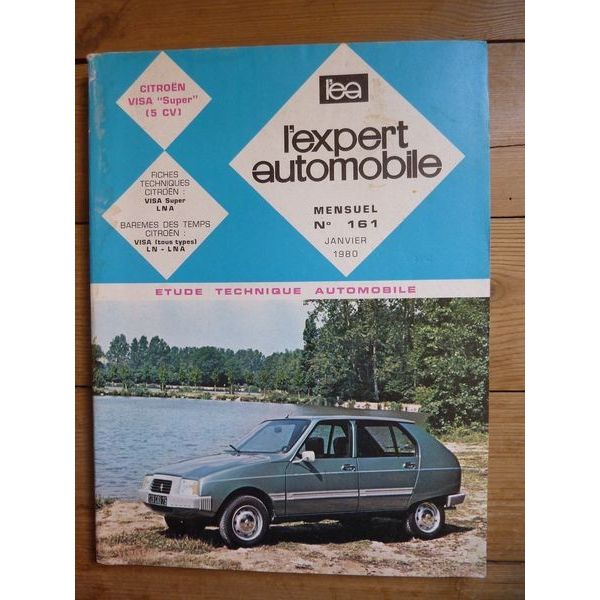 CITROËN
VISA "Super"
(5 CV)
l'ea
l'expert
automobile
MENSUEL
N° 161
JANVIER
1980
FICHES
TECHNIQUES
CITROËN :
VISA Super
LNA
BAREMES DES TEMPS
CITROËN :
VISA (tous types)
LN - LNA
ETUDE TECHNIQUE AUTOMOBILE